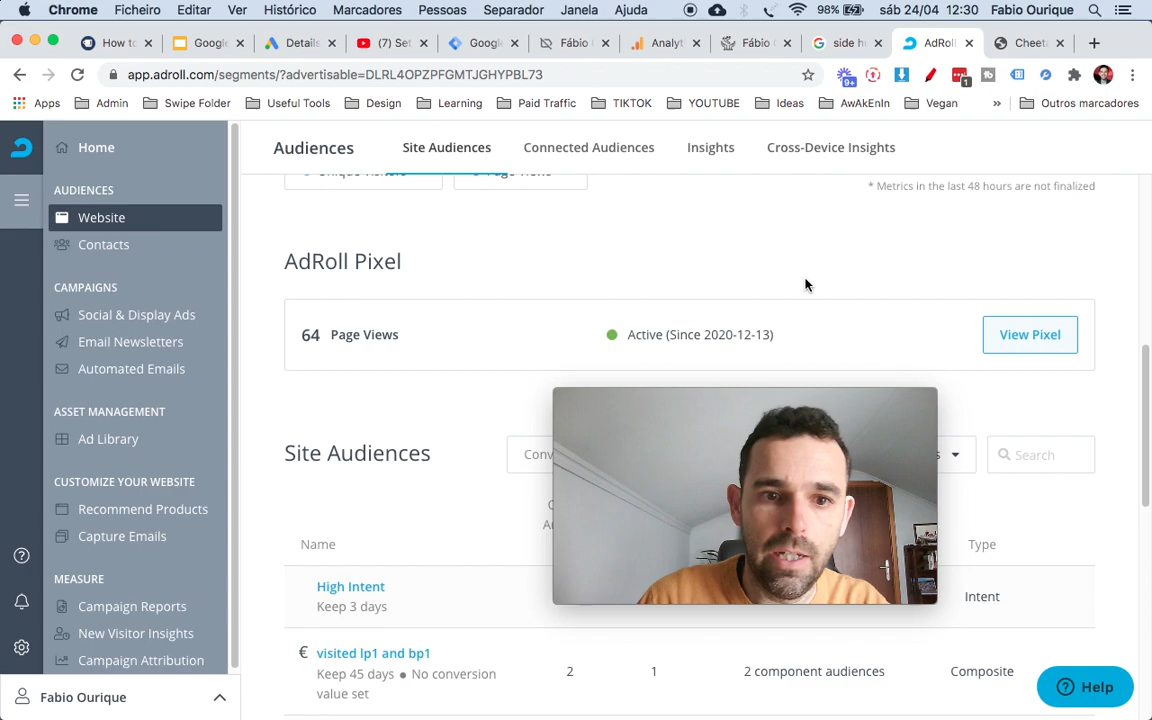 Chrome Ficheiro Editar Ver Histórico Marcadores Pessoas Separador Janela Ajuda 98% sáb 24/04 12:30 Fabio Ourique
How to Google Details (7) Set Googl Fábio Analyt Fábio side h AdRoll Cheeta
app.adroll.com/segments/?advertisable=DLRL4OPZPFGMTJGHYPBL73
9+ 1
Apps Admin Swipe Folder Useful Tools Design Learning Paid Traffic TIKTOK YOUTUBE Ideas AwAkEnIn Vegan » Outros marcadores
Home
AUDIENCES
Website
Contacts
CAMPAIGNS
Social & Display Ads
Email Newsletters
Automated Emails
ASSET MANAGEMENT
Ad Library
CUSTOMIZE YOUR WEBSITE
Recommend Products
Capture Emails
MEASURE
Campaign Reports
New Visitor Insights
Campaign Attribution
Fabio Ourique
Audiences Site Audiences Connected Audiences Insights Cross-Device Insights
* Metrics in the last 48 hours are not finalized
AdRoll Pixel
64 Page Views Active (Since 2020-12-13) View Pixel
Site Audiences Conv s Search
Name Type
High Intent
Keep 3 days Intent
€ visited lp1 and bp1
Keep 45 days • No conversion value set 2 1 2 component audiences Composite
Help